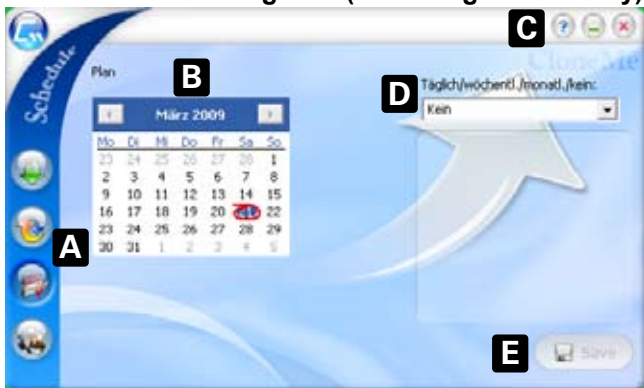 C
CloneMe
Schedule
Plan
B
D
Täglich/wöchentl./monatl./kein:
Kein
März 2009
Mo Di Mi Do Fr Sa So
23 24 25 26 27 28 1
2 3 4 5 6 7 8
9 10 11 12 13 14 15
16 17 18 19 20 22
23 24 25 26 27 28 29
30 31 1 2 3 4 5
A
E
Save